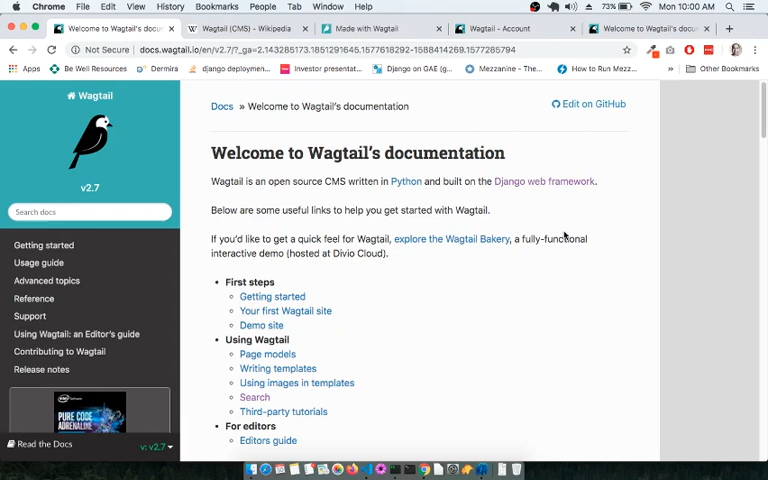 Chrome File Edit View History Bookmarks People Tab Window Help 73% Mon 10:00 AM
Welcome to Wagtail's docum Wagtail (CMS) - Wikipedia Made with Wagtail Wagtail - Account Welcome to Wagtail's docum
Not Secure docs.wagtail.io/en/v2.7/?_ga=2.143285173.1851291645.1577618292-1588414269.1577285794
Apps Be Well Resources Dermira django deploymen... Investor presentat... Django on GAE (g... Mezzanine - The... How to Run Mezz... Other Bookmarks
Wagtail
v2.7
Search docs
Getting started
Usage guide
Advanced topics
Reference
Support
Using Wagtail: an Editor's guide
Contributing to Wagtail
Release notes
PURE CODE
ADRENALINE
Read the Docs v: v2.7
Docs » Welcome to Wagtail's documentation Edit on GitHub
Welcome to Wagtail's documentation
Wagtail is an open source CMS written in Python and built on the Django web framework.
Below are some useful links to help you get started with Wagtail.
If you'd like to get a quick feel for Wagtail, explore the Wagtail Bakery, a fully-functional
interactive demo (hosted at Divio Cloud).
First steps
Getting started
Your first Wagtail site
Demo site
Using Wagtail
Page models
Writing templates
Using images in templates
Search
Third-party tutorials
For editors
Editors guide